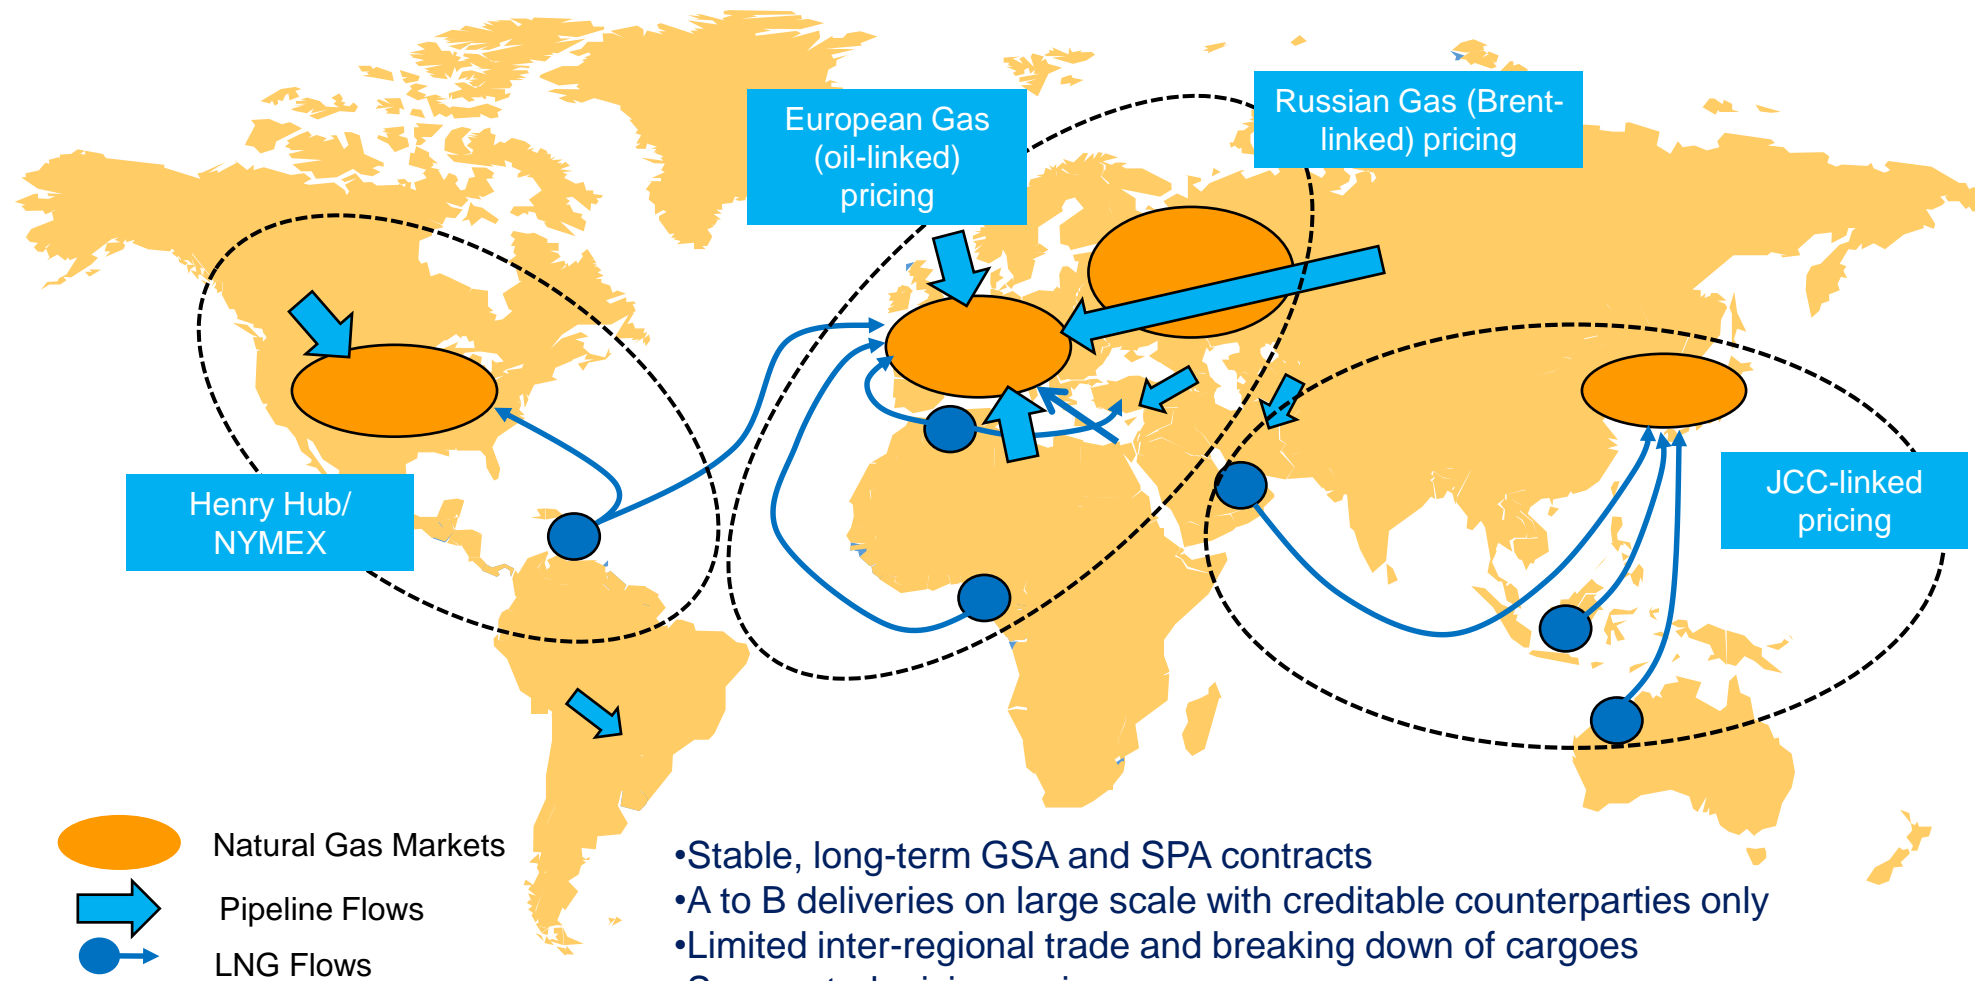 European Gas
(oil-linked)
pricing
Russian Gas (Brent-
linked) pricing
Henry Hub/
NYMEX
JCC-linked
pricing
Natural Gas Markets
Pipeline Flows
LNG Flows
•Stable, long-term GSA and SPA contracts
•A to B deliveries on large scale with creditable counterparties only
•Limited inter-regional trade and breaking down of cargoes